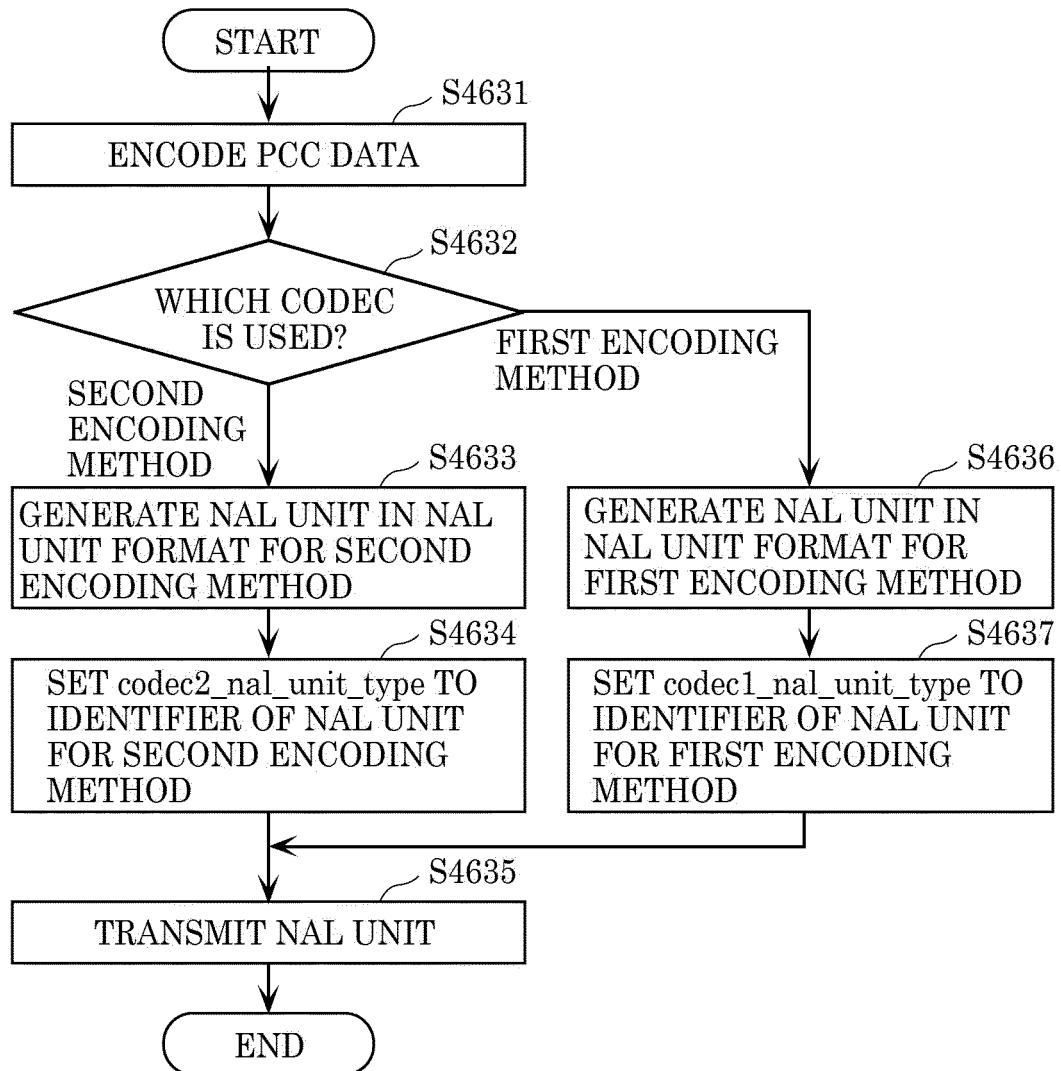 START
S4631
ENCODE PCC DATA
S4632
WHICH CODEC
IS USED?
FIRST ENCODING
METHOD
SECOND
ENCODING
METHOD
S4633
GENERATE NAL UNIT IN NAL
UNIT FORMAT FOR SECOND
ENCODING METHOD
S4636
GENERATE NAL UNIT IN
NAL UNIT FORMAT FOR
FIRST ENCODING METHOD
S4634
SET codec2_nal_unit_type TO
IDENTIFIER OF NAL UNIT
FOR SECOND ENCODING
METHOD
S4637
SET codec1_nal_unit_type TO
IDENTIFIER OF NAL UNIT
FOR FIRST ENCODING
METHOD
S4635
TRANSMIT NAL UNIT
END